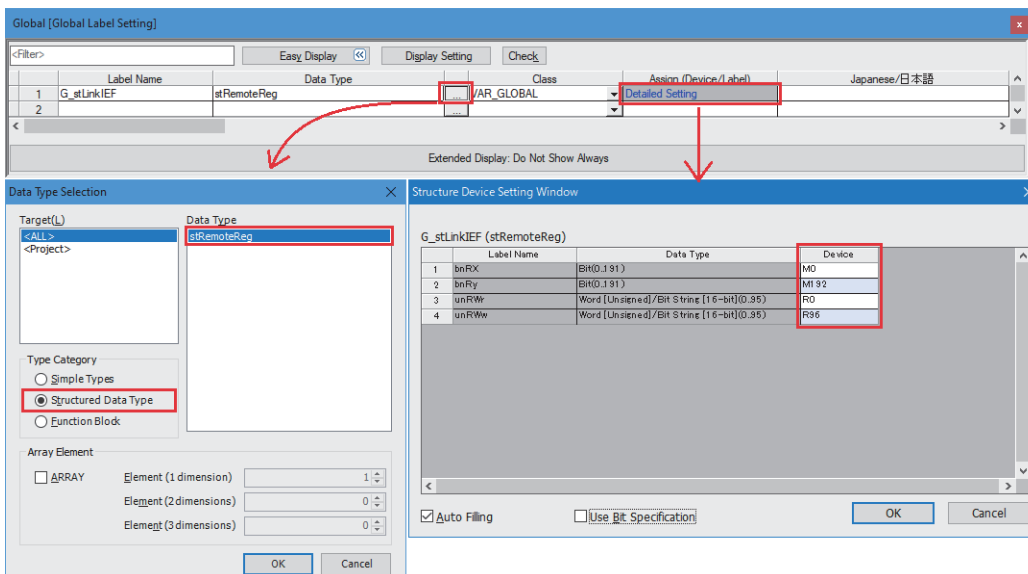 Global [Global Label Setting]
<Filter>
Easy Display
Display Setting
Check
Label Name Data Type Class Assign (Device/Label) Japanese/日本語
1 G_stLinkIEF stRemoteReg ... VAR_GLOBAL Detailed Setting
2 ...
Extended Display: Do Not Show Always
Data Type Selection
Target(L)
<ALL>
<Project>
Data Type
stRemoteReg
Type Category
Simple Types
Structured Data Type
Function Block
Array Element
ARRAY
Element (1 dimension) 1
Element (2 dimensions) 0
Element (3 dimensions) 0
OK Cancel
Structure Device Setting Window
G_stLinkIEF (stRemoteReg)
Label Name Data Type Device
1 bnRX Bit(0..191) M0
2 bnRy Bit(0..191) M192
3 unRWr Word [Unsigned]/Bit String [16-bit](0..95) R0
4 unRWw Word [Unsigned]/Bit String [16-bit](0..95) R96
Auto Filling
Use Bit Specification
OK Cancel